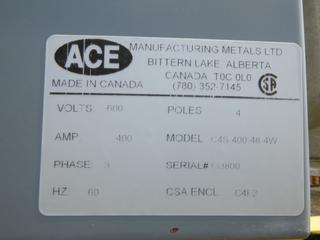 ACE MANUFACTURING METALS LTD
BITTERN LAKE, ALBERTA
CANADA T0C 0L0
MADE IN CANADA (780) 352-7145
VOLTS: 600 POLES 4
AMP. 400 MODEL C4S 400 48 4W
PHASE: 3 SERIAL#
HZ. 60 CSA ENCL.